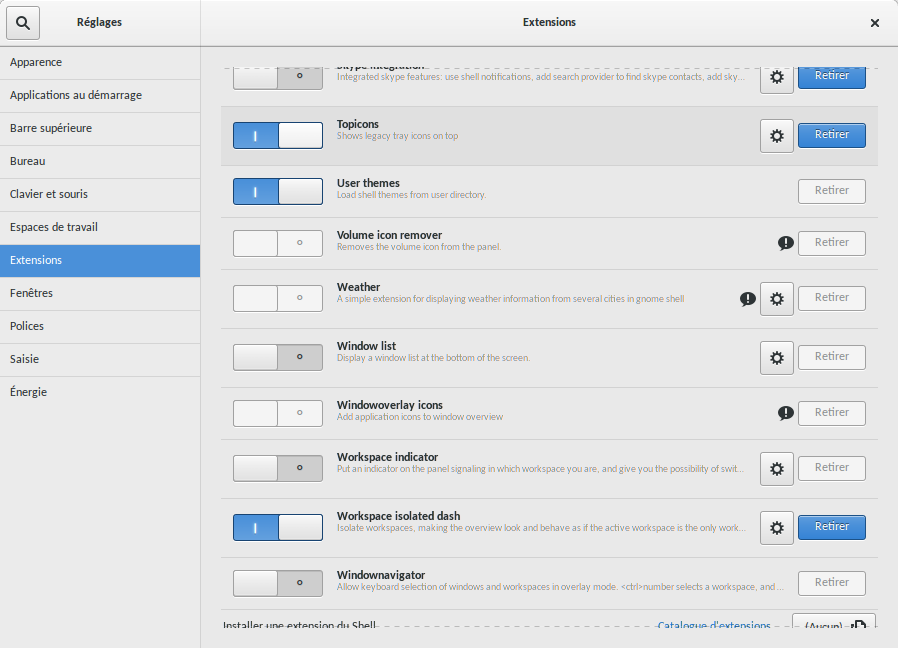 Réglages
Extensions
Apparence
Applications au démarrage
Barre supérieure
Bureau
Clavier et souris
Espaces de travail
Extensions
Fenêtres
Polices
Saisie
Énergie
Skype integration
Integrated skype features: use shell notifications, add search provider to find skype contacts, add sky...
Retirer
Topicons
Shows legacy tray icons on top
Retirer
User themes
Load shell themes from user directory.
Retirer
Volume icon remover
Removes the volume icon from the panel.
Retirer
Weather
A simple extension for displaying weather information from several cities in gnome shell
Retirer
Window list
Display a window list at the bottom of the screen.
Retirer
Windowoverlay icons
Add application icons to window overview
Retirer
Workspace indicator
Put an indicator on the panel signaling in which workspace you are, and give you the possibility of swit...
Retirer
Workspace isolated dash
Isolate workspaces, making the overview look and behave as if the active workspace is the only work...
Retirer
Windownavigator
Allow keyboard selection of windows and workspaces in overlay mode. <ctrl>number selects a workspace, and ...
Retirer
Installer une extension du Shell
Catalogue d'extensions
(Aucun)